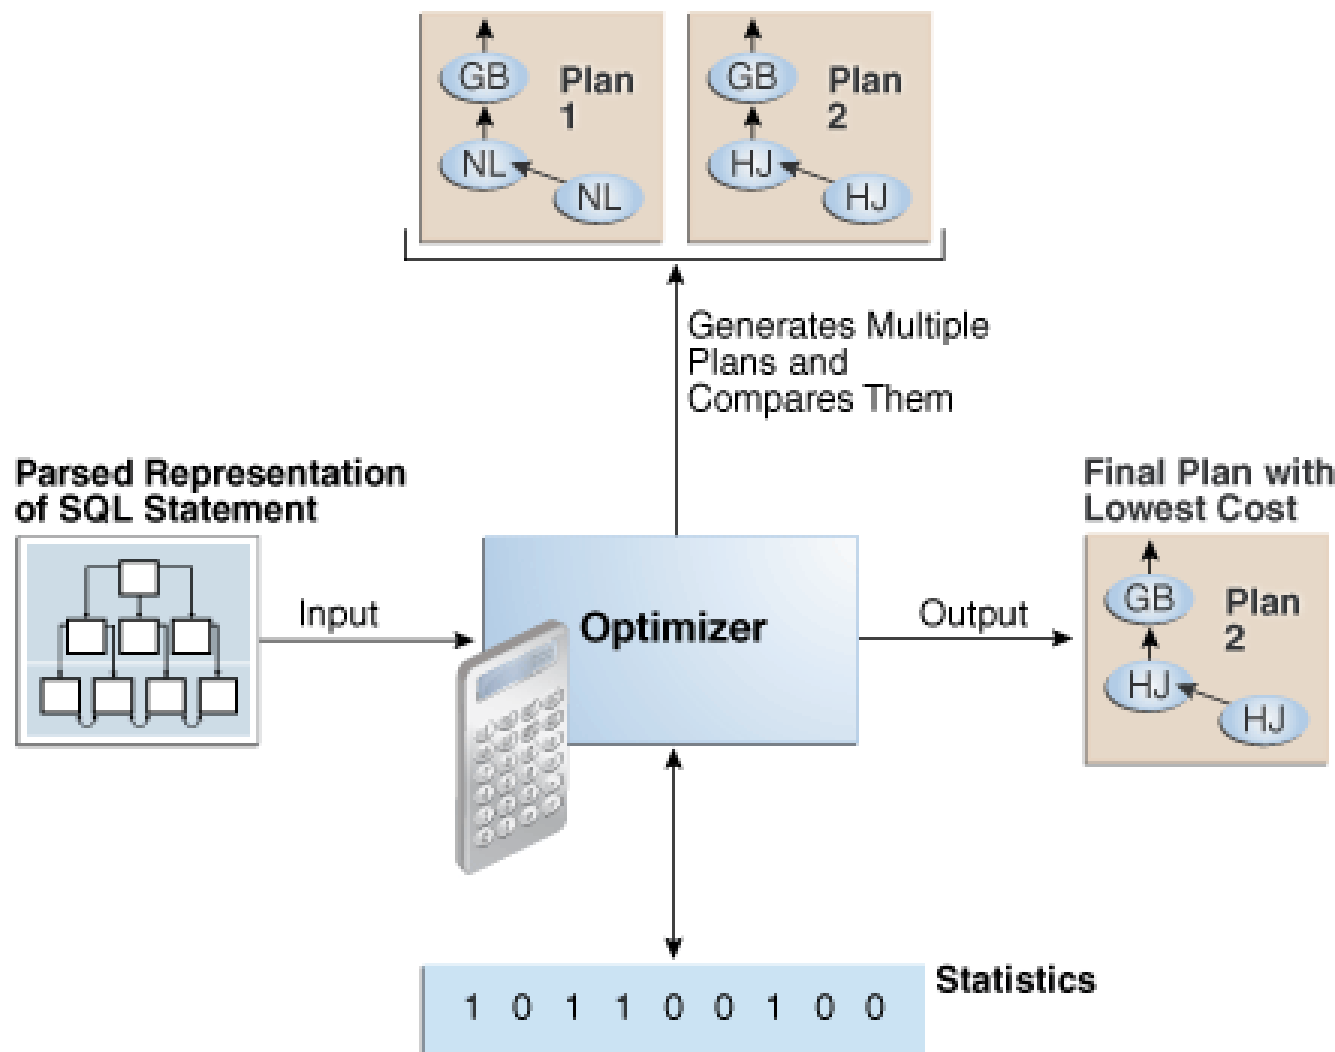 GB
Plan
1
NL
NL
GB
Plan
2
HJ
HJ
Generates Multiple
Plans and
Compares Them
Parsed Representation
of SQL Statement
Input
Optimizer
Output
Final Plan with
Lowest Cost
GB
Plan
2
HJ
HJ
Statistics
1 0 1 1 0 0 1 0 0